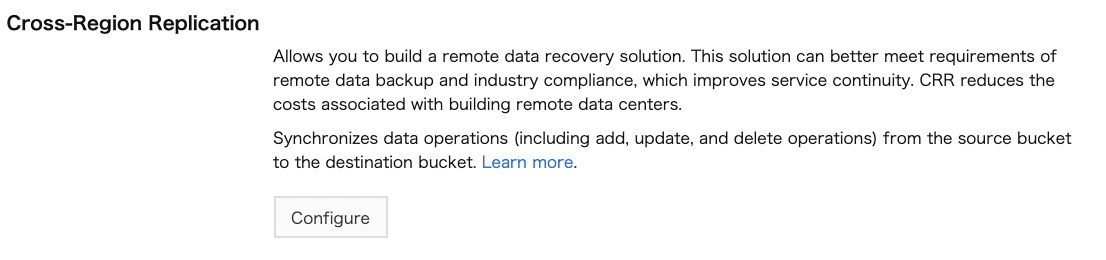 Cross-Region Replication
Allows you to build a remote data recovery solution. This solution can better meet requirements of
remote data backup and industry compliance, which improves service continuity. CRR reduces the
costs associated with building remote data centers.
Synchronizes data operations (including add, update, and delete operations) from the source bucket
to the destination bucket. Learn more.
Configure